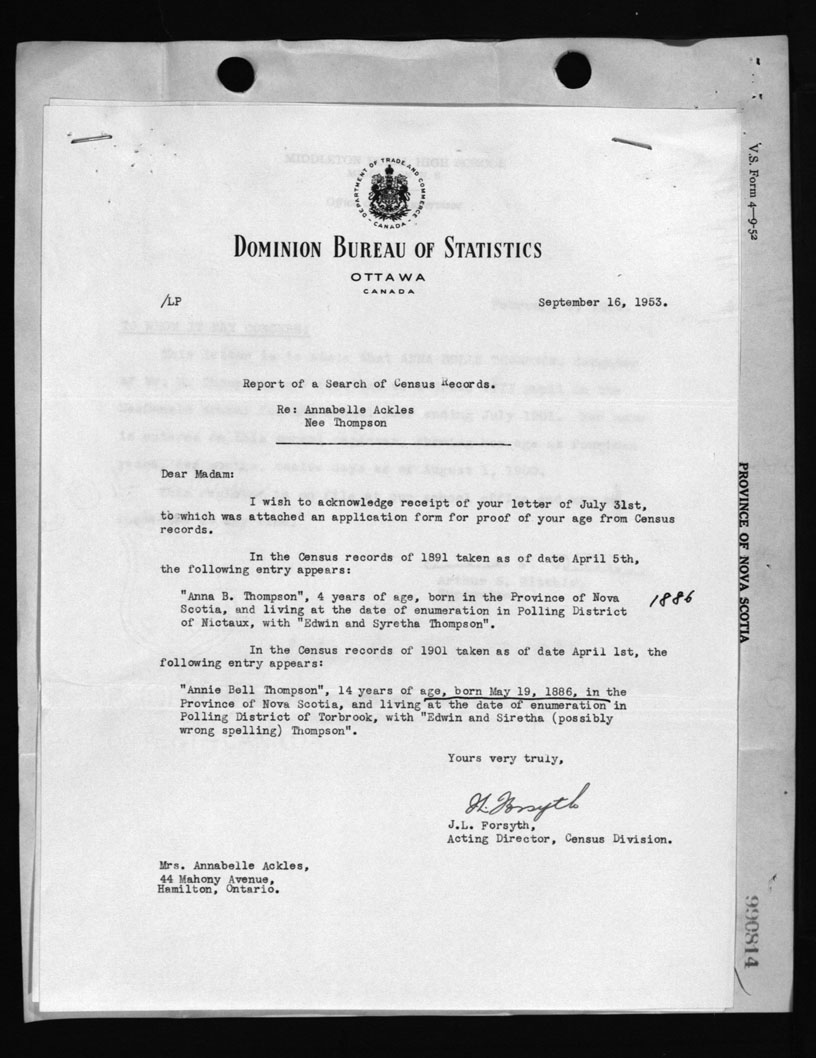 DEPARTMENT OF TRADE AND COMMERCE
- CANADA -
DOMINION BUREAU OF STATISTICS
OTTAWA
CANADA
/LP
September 16, 1953.
Report of a Search of Census Records.
Re: Annabelle Ackles
Nee Thompson
Dear Madam:
I wish to acknowledge receipt of your letter of July 31st,
to which was attached an application form for proof of your age from Census
records.
In the Census records of 1891 taken as of date April 5th,
the following entry appears:
"Anna B. Thompson", 4 years of age, born in the Province of Nova
Scotia, and living at the date of enumeration in Polling District
of Nictaux, with "Edwin and Syretha Thompson".
1886
In the Census records of 1901 taken as of date April 1st, the
following entry appears:
"Annie Bell Thompson", 14 years of age, born May 19, 1886, in the
Province of Nova Scotia, and living at the date of enumeration in
Polling District of Torbrook, with "Edwin and Siretha (possibly
wrong spelling) Thompson".
Yours very truly,
J.L. Forsyth,
Acting Director, Census Division.
Mrs. Annabelle Ackles,
44 Mahony Avenue,
Hamilton, Ontario.
V.S. Form 4-9-52
PROVINCE OF NOVA SCOTIA
990814